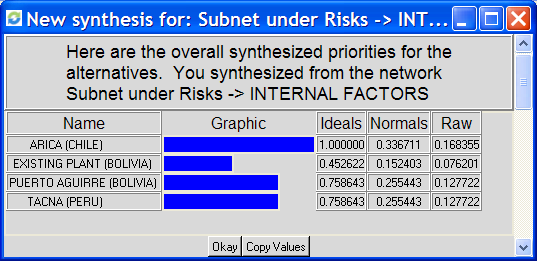 New synthesis for: Subnet under Risks -> INT...
Here are the overall synthesized priorities for the
alternatives.  You synthesized from the network
Subnet under Risks -> INTERNAL FACTORS
Name Graphic Ideals Normals Raw
ARICA (CHILE) 1.000000 0.336711 0.168355
EXISTING PLANT (BOLIVIA) 0.452622 0.152403 0.076201
PUERTO AGUIRRE (BOLIVIA) 0.758643 0.255443 0.127722
TACNA (PERU) 0.758643 0.255443 0.127722
Okay Copy Values